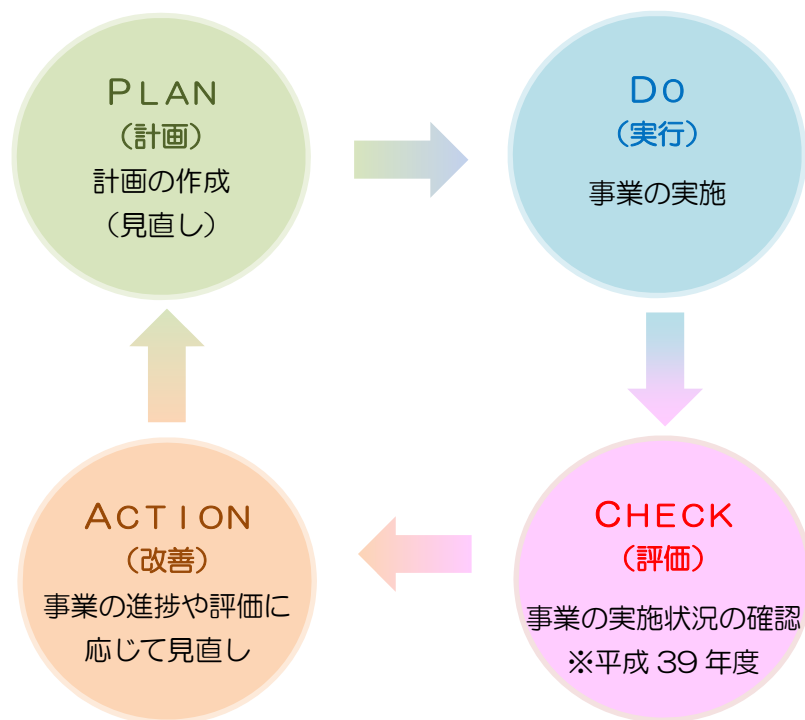 PLAN
（計画）
計画の作成
（見直し）
DO
（実行）
事業の実施
CHECK
（評価）
事業の実施状況の確認
※平成 39 年度
ACTION
（改善）
事業の進捗や評価に
応じて見直し